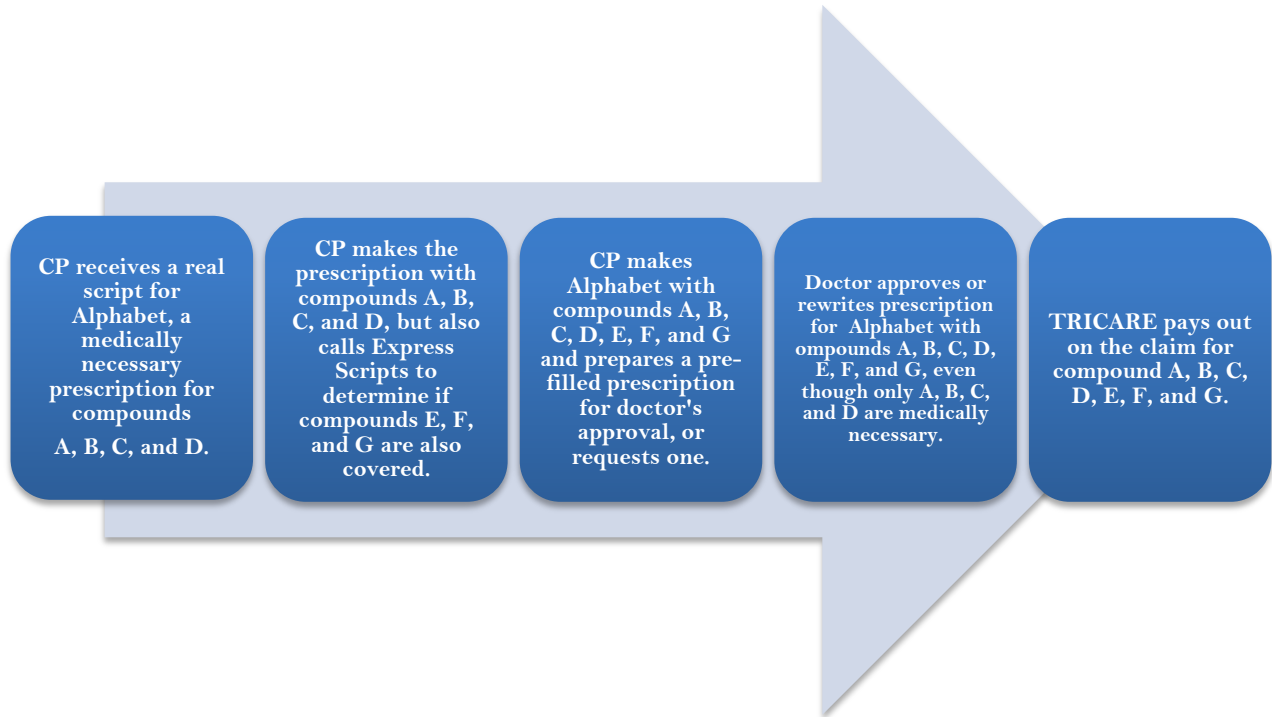 CP receives a real
script for
Alphabet, a
medically
necessary
prescription for
compounds
A, B, C, and D.
CP makes the
prescription with
compounds A, B,
C, and D, but also
calls Express
Scripts to
determine if
compounds E, F,
and G are also
covered.
CP makes
Alphabet with
compounds A, B,
C, D, E, F, and G
and prepares a pre-
filled prescription
for doctor's
approval, or
requests one.
Doctor approves or
rewrites prescription
for Alphabet with
ompounds A, B, C, D,
E, F, and G, even
though only A, B, C,
and D are medically
necessary.
TRICARE pays out
on the claim for
compound A, B, C,
D, E, F, and G.